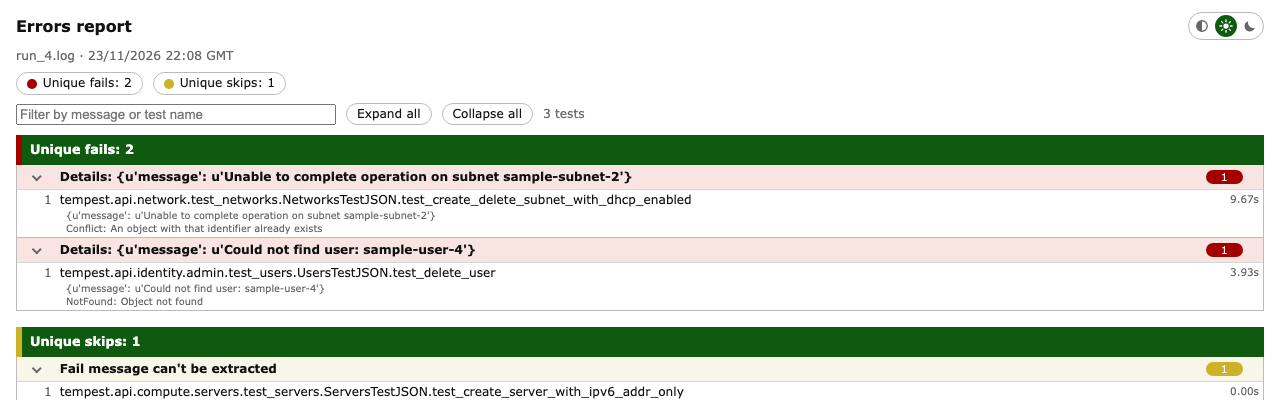 Errors report
run_4.log · 23/11/2026 22:08 GMT
Unique fails: 2
Unique skips: 1
Filter by message or test name
Expand all
Collapse all
3 tests
Unique fails: 2
Details: {u'message': u'Unable to complete operation on subnet sample-subnet-2'}
1
1 tempest.api.network.test_networks.NetworksTestJSON.test_create_delete_subnet_with_dhcp_enabled
9.67s
{u'message': u'Unable to complete operation on subnet sample-subnet-2'}
Conflict: An object with that identifier already exists
Details: {u'message': u'Could not find user: sample-user-4'}
1
1 tempest.api.identity.admin.test_users.UsersTestJSON.test_delete_user
3.93s
{u'message': u'Could not find user: sample-user-4'}
NotFound: Object not found
Unique skips: 1
Fail message can't be extracted
1
1 tempest.api.compute.servers.test_servers.ServersTestJSON.test_create_server_with_ipv6_addr_only
0.00s